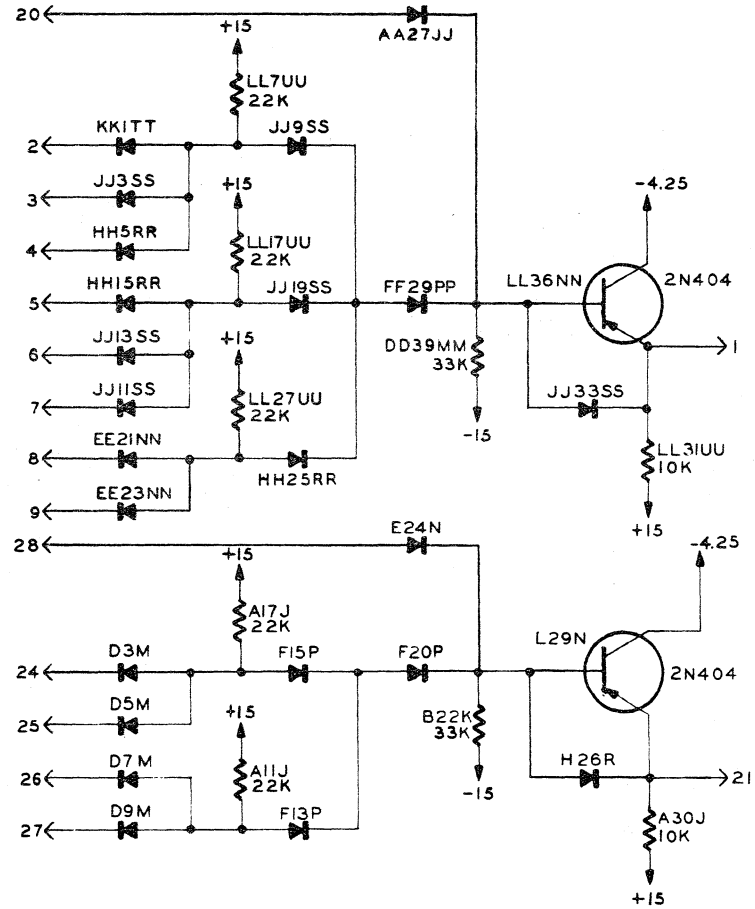 20
AA27JJ
+15
LL7UU
22K
KK1TT
JJ9SS
2
JJ3SS
3
+15
-4.25
HH5RR
4
LL17UU
22K
LL36NN
2N404
HH15RR
JJ19SS
FF29PP
5
JJ13SS
+15
DD39MM
33K
1
6
JJ11SS
LL27UU
22K
JJ33SS
7
-15
EE21NN
8
HH25RR
LL31UU
10K
EE23NN
9
+15
E24N
28
+15
-4.25
A17J
22K
L29N
D3M
F15P
F20P
2N404
24
D5M
+15
B22K
33K
25
D7M
A11J
22K
H26R
26
-15
21
D9M
F13P
A30J
10K
27
+15